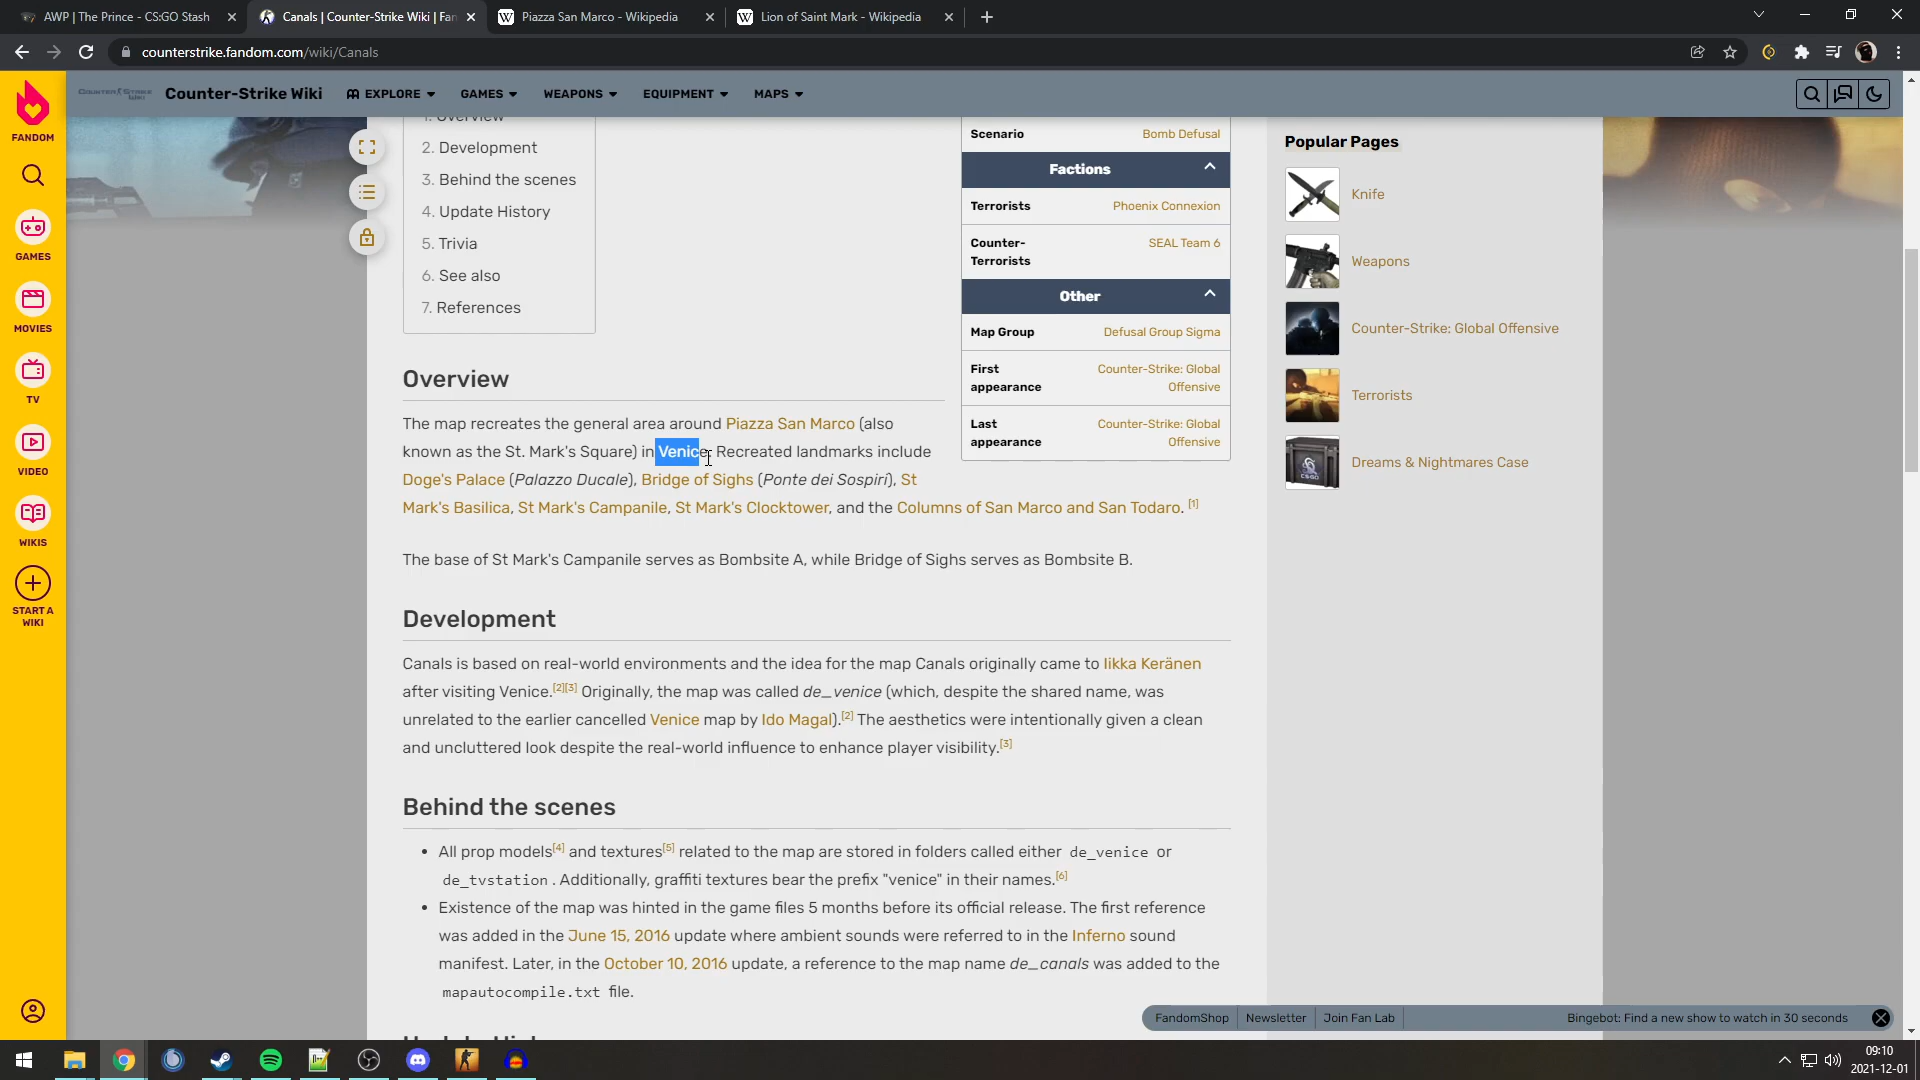 AWP | The Prince - CS:GO Stash
Canals | Counter-Strike Wiki | Fan
Piazza San Marco - Wikipedia
Lion of Saint Mark - Wikipedia
counterstrike.fandom.com/wiki/Canals
FANDOM
GAMES
MOVIES
TV
VIDEO
WIKIS
START A
WIKI
COUNTER STRIKE
WIKI
Counter-Strike Wiki
EXPLORE
GAMES
WEAPONS
EQUIPMENT
MAPS
1. Overview
2. Development
3. Behind the scenes
4. Update History
5. Trivia
6. See also
7. References
Scenario Bomb Defusal
Factions
Terrorists Phoenix Connexion
Counter- SEAL Team 6
Terrorists
Other
Map Group Defusal Group Sigma
First Counter-Strike: Global
appearance Offensive
Last Counter-Strike: Global
appearance Offensive
Overview
The map recreates the general area around Piazza San Marco (also
known as the St. Mark's Square) in Venice. Recreated landmarks include
Doge's Palace (Palazzo Ducale), Bridge of Sighs (Ponte dei Sospiri), St
Mark's Basilica, St Mark's Campanile, St Mark's Clocktower, and the Columns of San Marco and San Todaro. [1]
The base of St Mark's Campanile serves as Bombsite A, while Bridge of Sighs serves as Bombsite B.
Development
Canals is based on real-world environments and the idea for the map Canals originally came to Iikka Keränen
after visiting Venice.[2][3] Originally, the map was called de_venice (which, despite the shared name, was
unrelated to the earlier cancelled Venice map by Ido Magal).[2] The aesthetics were intentionally given a clean
and uncluttered look despite the real-world influence to enhance player visibility.[3]
Behind the scenes
• All prop models[4] and textures[5] related to the map are stored in folders called either de_venice or
de_tvstation. Additionally, graffiti textures bear the prefix "venice" in their names.[6]
• Existence of the map was hinted in the game files 5 months before its official release. The first reference
was added in the June 15, 2016 update where ambient sounds were referred to in the Inferno sound
manifest. Later, in the October 10, 2016 update, a reference to the map name de_canals was added to the
mapautocompile.txt file.
Popular Pages
Knife
Weapons
Counter-Strike: Global Offensive
Terrorists
Dreams & Nightmares Case
FandomShop
Newsletter
Join Fan Lab
Bingebot: Find a new show to watch in 30 seconds
09:10
2021-12-01